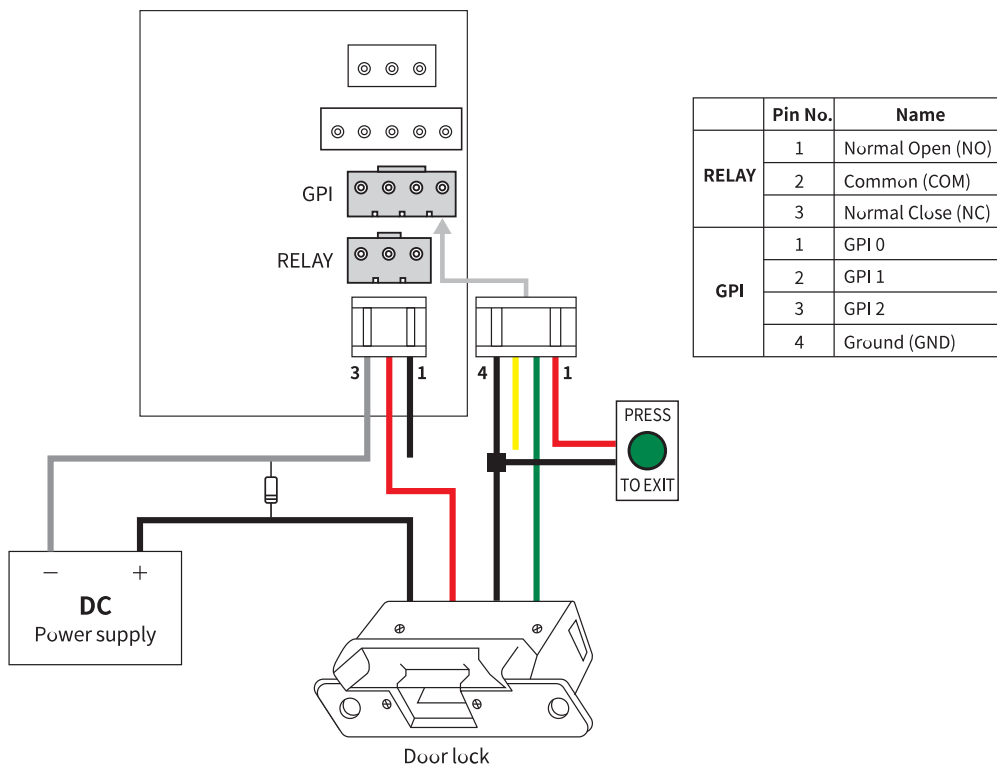 GPI
RELAY
3 1 4 1
PRESS
TO EXIT
− +
DC
Power supply
Door lock
Pin No. Name
RELAY
1 Normal Open (NO)
2 Common (COM)
3 Normal Close (NC)
GPI
1 GPI 0
2 GPI 1
3 GPI 2
4 Ground (GND)